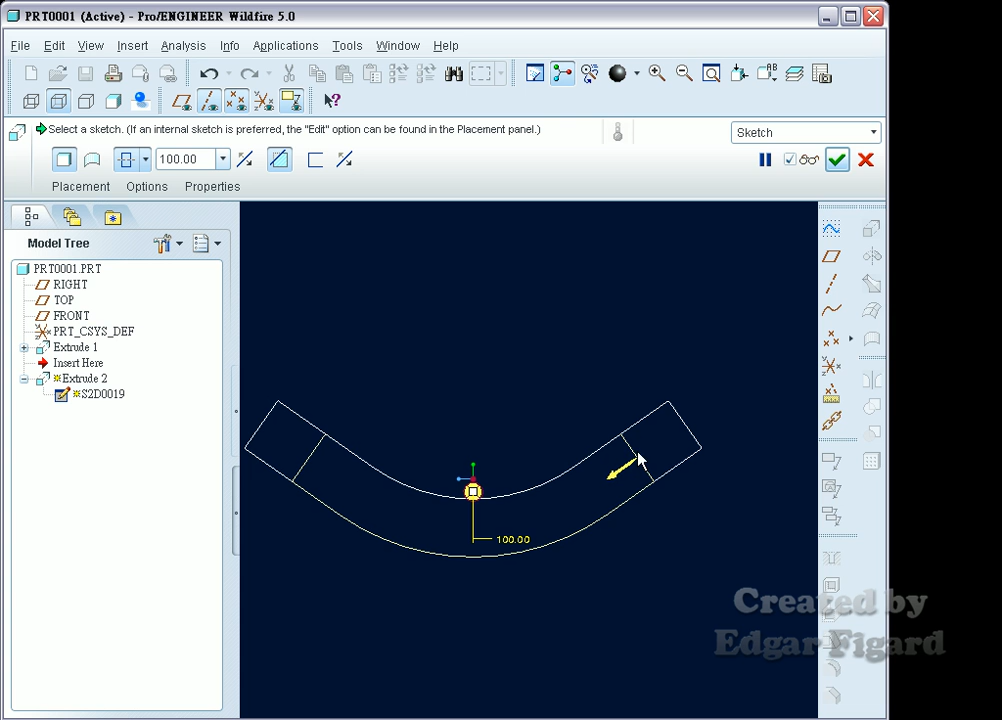 PRT0001 (Active) - Pro/ENGINEER Wildfire 5.0
File Edit View Insert Analysis Info Applications Tools Window Help
Select a sketch. (If an internal sketch is preferred, the "Edit" option can be found in the Placement panel.)
Sketch
100.00
Placement Options Properties
Model Tree
PRT0001.PRT
RIGHT
TOP
FRONT
PRT_CSYS_DEF
Extrude 1
Insert Here
Extrude 2
S2D0019
100.00
Created by
Edgar Figard